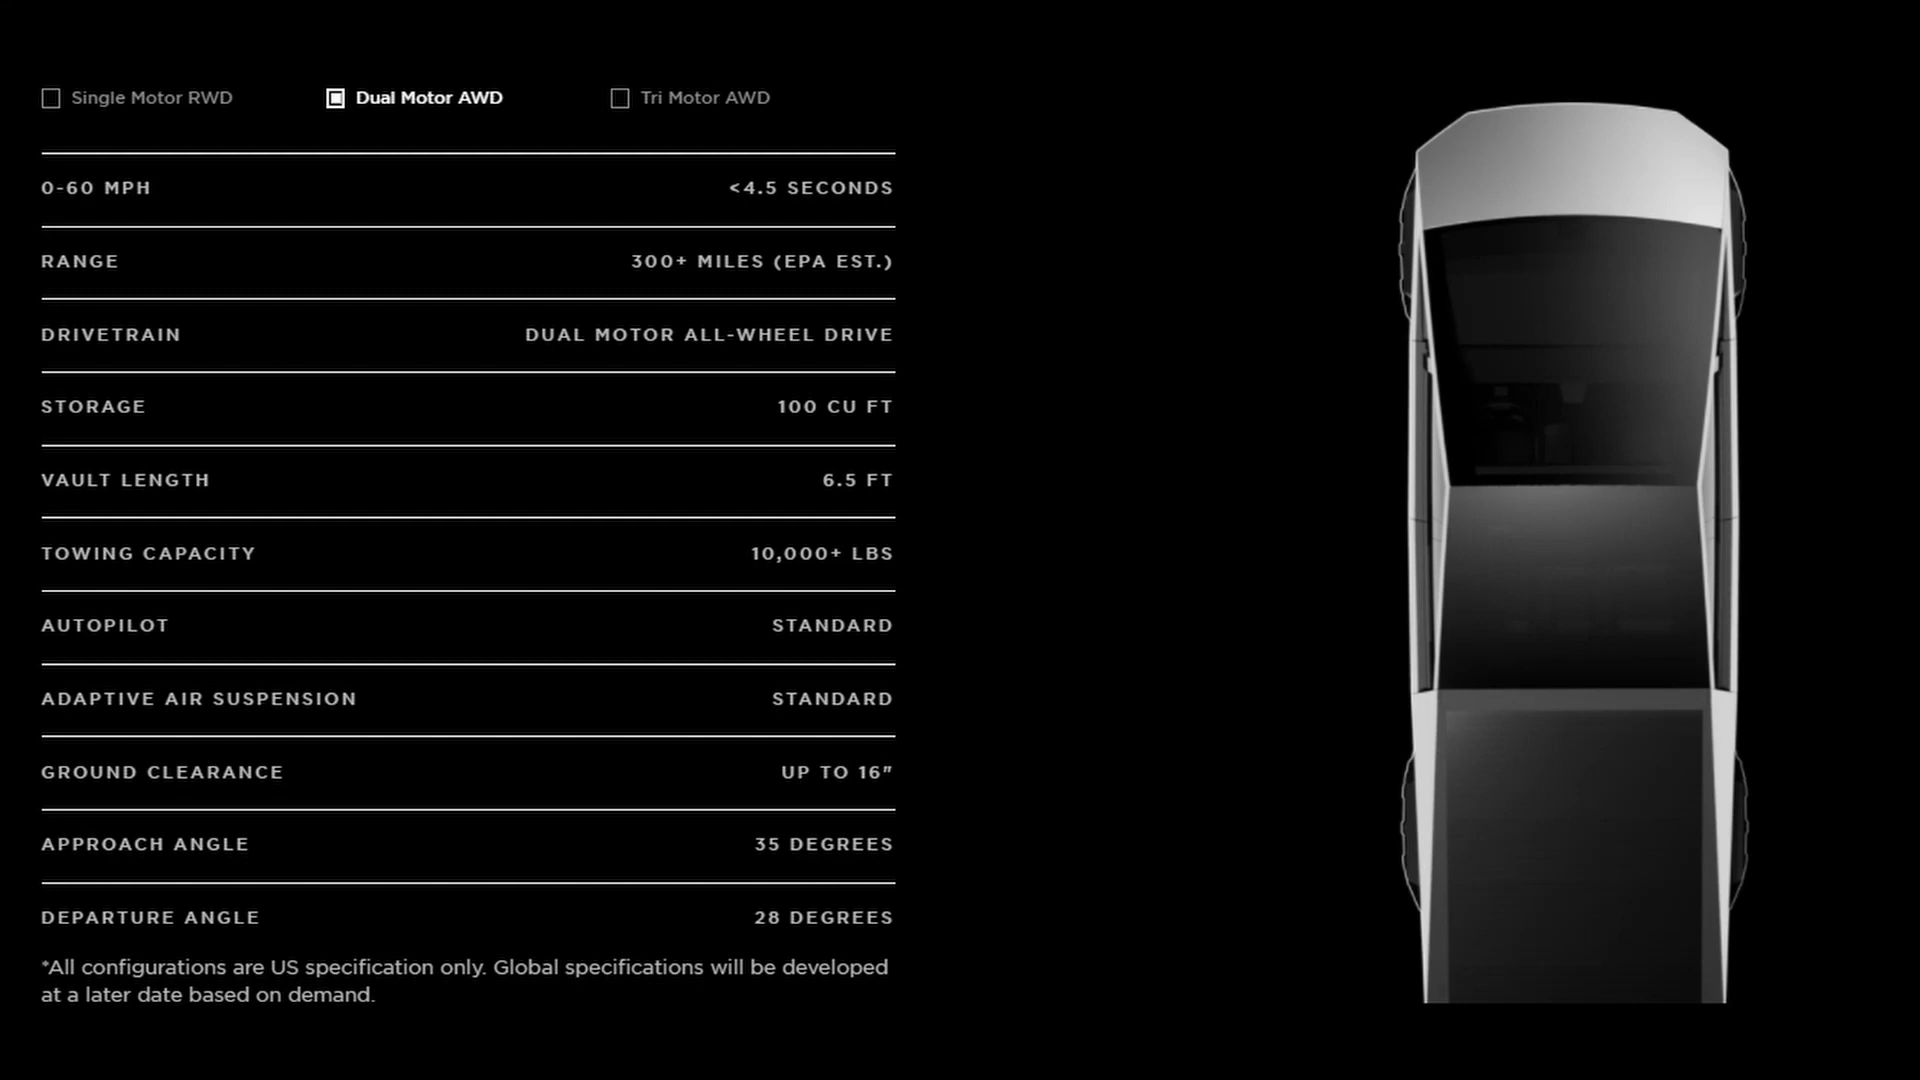 Single Motor RWD Dual Motor AWD Tri Motor AWD
0-60 MPH <4.5 SECONDS
RANGE 300+ MILES (EPA EST.)
DRIVETRAIN DUAL MOTOR ALL-WHEEL DRIVE
STORAGE 100 CU FT
VAULT LENGTH 6.5 FT
TOWING CAPACITY 10,000+ LBS
AUTOPILOT STANDARD
ADAPTIVE AIR SUSPENSION STANDARD
GROUND CLEARANCE UP TO 16"
APPROACH ANGLE 35 DEGREES
DEPARTURE ANGLE 28 DEGREES
*All configurations are US specification only. Global specifications will be developed
at a later date based on demand.